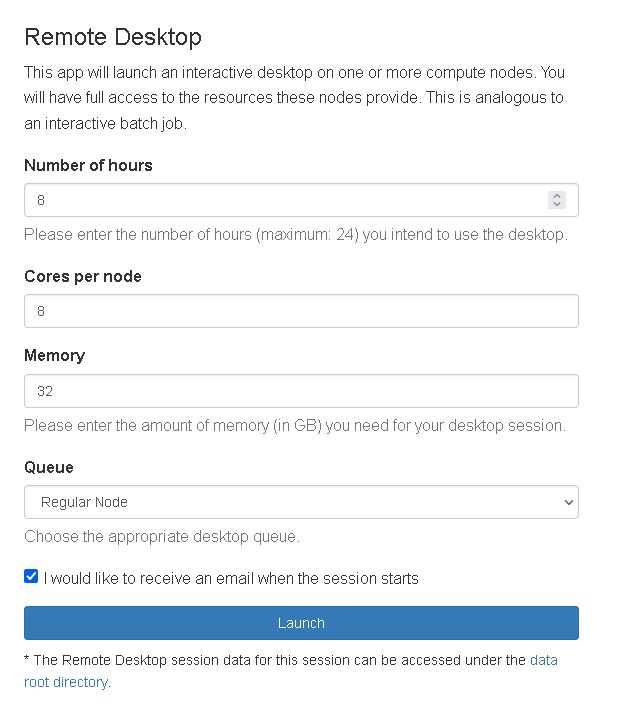 Remote Desktop
This app will launch an interactive desktop on one or more compute nodes. You
will have full access to the resources these nodes provide. This is analogous to
an interactive batch job.
Number of hours
8
Please enter the number of hours (maximum: 24) you intend to use the desktop.
Cores per node
8
Memory
32
Please enter the amount of memory (in GB) you need for your desktop session.
Queue
Regular Node
Choose the appropriate desktop queue.
I would like to receive an email when the session starts
Launch
* The Remote Desktop session data for this session can be accessed under the data
root directory.